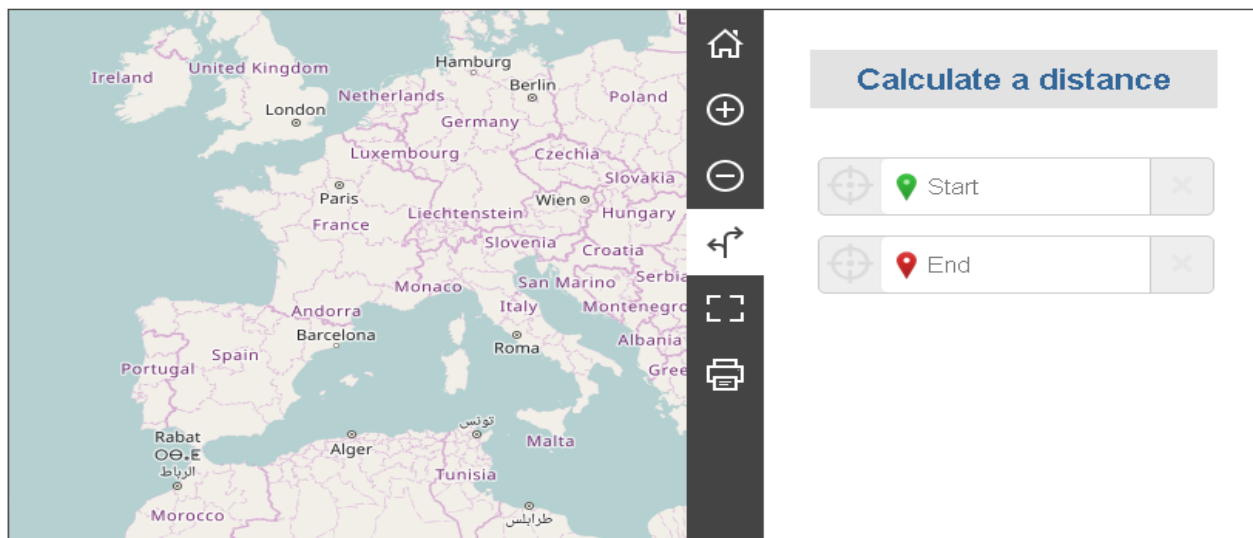 L
Hamburg
Ireland
United Kingdom
Berlin
Netherlands
Poland
London
Germany
Luxembourg
Czechia
Slovakia
Paris
Wien
Liechtenstein
Hungary
France
Slovenia
Croatia
Serbia
San Marino
Monaco
Andorra
Italy
Montenegro
Barcelona
Albania
Roma
Spain
Portugal
Gree
تونس
Rabat
ⵔⴱⴰⵟ
الرباط
Alger
Malta
Tunisia
Morocco
طرابلس
Calculate a distance
Start
End